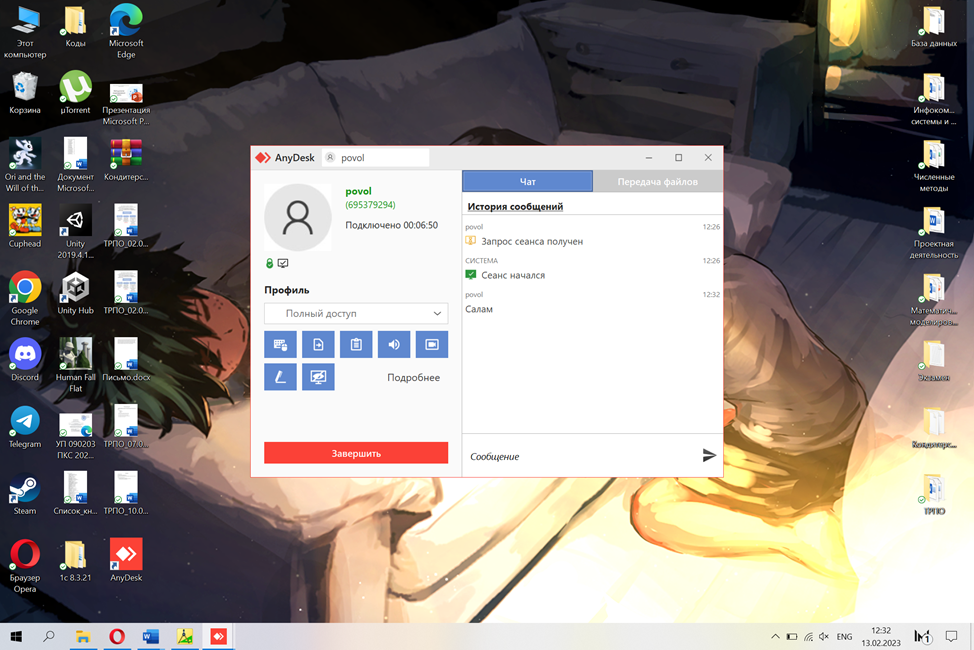 Этот
компьютер
Коды
Microsoft
Edge
Корзина
µTorrent
Презентация
Microsoft P...
Ori and the
Will of th...
Документ
Microsof...
Кондитерс...
Cuphead
Unity
2019.4.1...
ТРПО_02.0...
Google
Chrome
Unity Hub
ТРПО_02.0...
Discord
Human Fall
Flat
Письмо.docx
Telegram
УП 090203
ПКС 202...
ТРПО_07.0...
Steam
Список_кн...
ТРПО_10.0...
Браузер
Opera
1c 8.3.21
AnyDesk
AnyDesk
povol
povol
(695379294)
Подключено 00:06:50
Профиль
Полный доступ
Подробнее
Завершить
Чат
Передача файлов
История сообщений
povol 12:26
Запрос сеанса получен
СИСТЕМА 12:26
Сеанс начался
povol 12:32
Салам
Сообщение
База данных
Инфоком...
системы и ...
Численные
методы
Проектная
деятельность
Математич...
моделиров...
Экзамен
Кондитерс...
ТРПО
ENG
12:32
13.02.2023
1